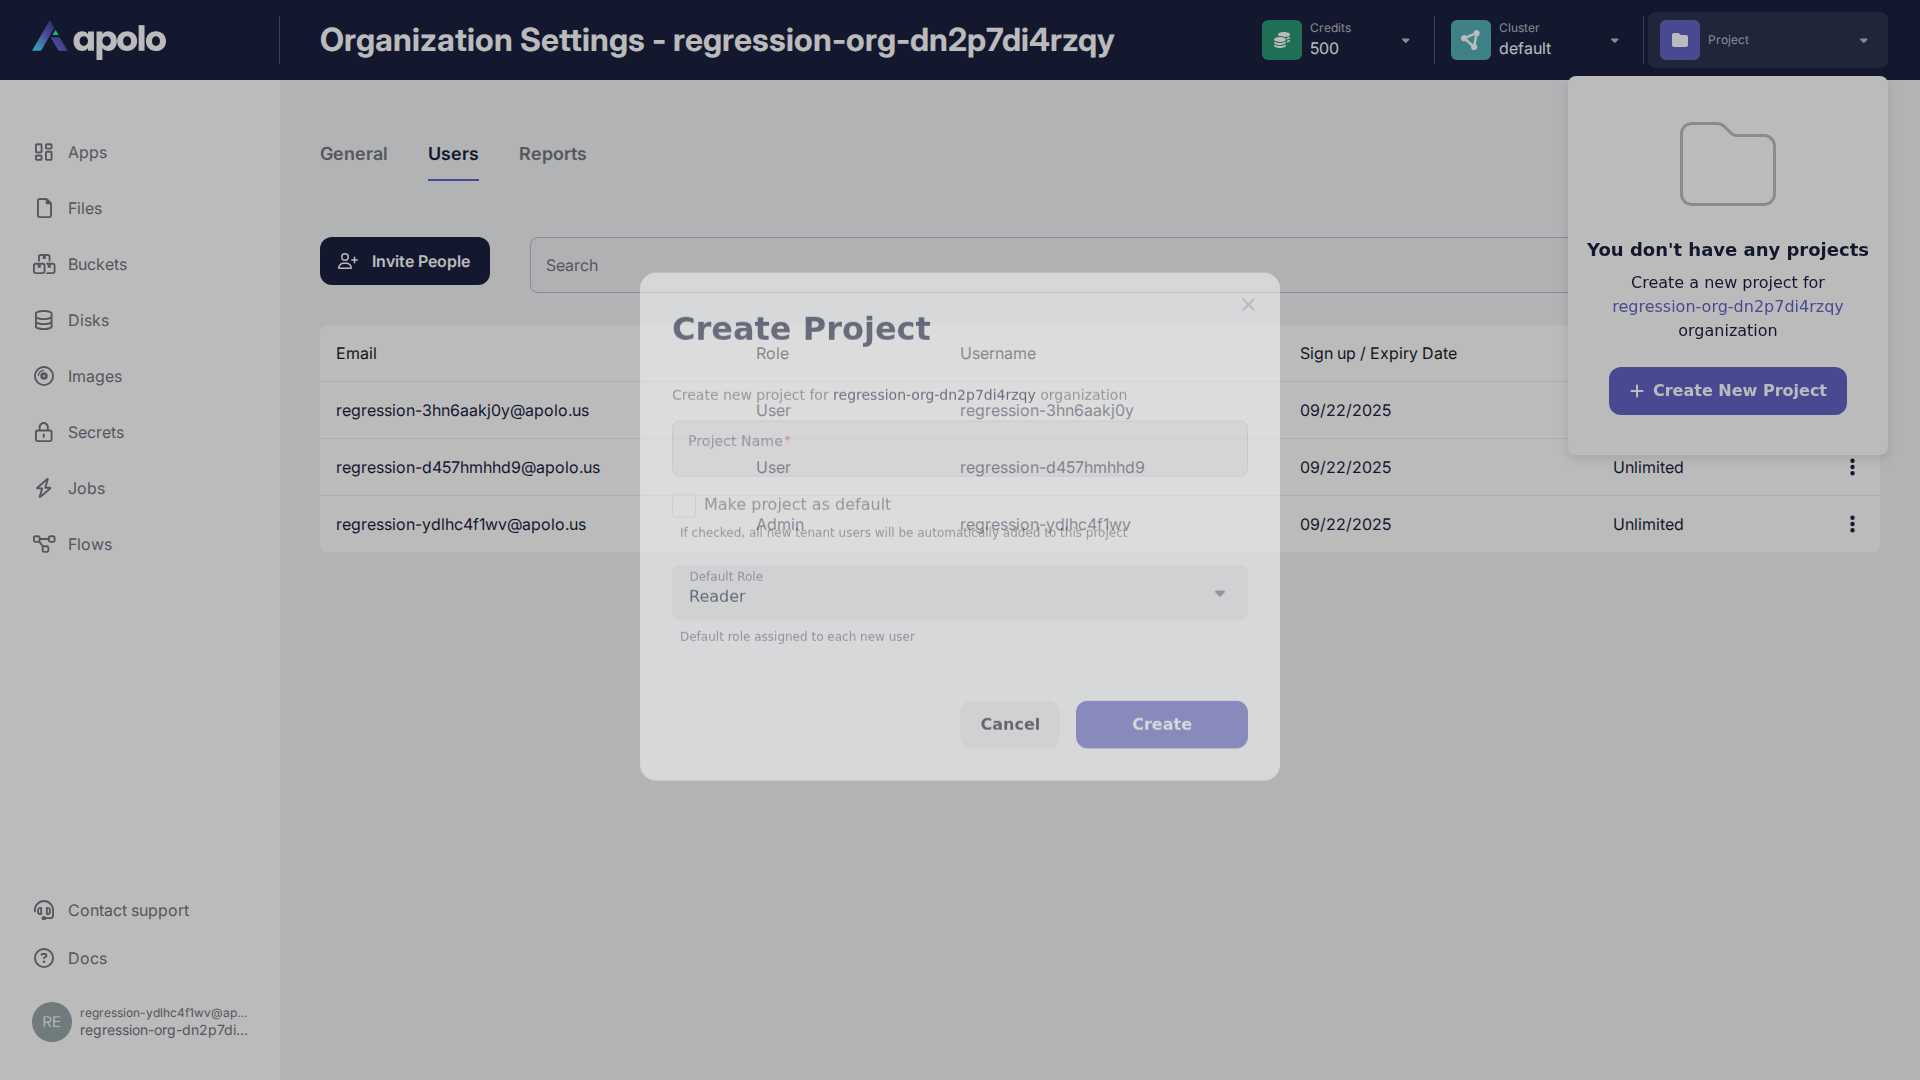 apolo
Organization Settings - regression-org-dn2p7di4rzqy
Credits
500
Cluster
default
Project
Apps
Files
Buckets
Disks
Images
Secrets
Jobs
Flows
Contact support
Docs
RE
regression-ydlhc4f1wv@ap...
regression-org-dn2p7di...
General
Users
Reports
Invite People
Search
Email
Role
Username
Sign up / Expiry Date
regression-3hn6aakj0y@apolo.us
User
regression-3hn6aakj0y
09/22/2025
regression-d457hmhhd9@apolo.us
User
regression-d457hmhhd9
09/22/2025
Unlimited
regression-ydlhc4f1wv@apolo.us
Admin
regression-ydlhc4f1wv
09/22/2025
Unlimited
You don't have any projects
Create a new project for
regression-org-dn2p7di4rzqy
organization
Create New Project
Create Project
Create new project for regression-org-dn2p7di4rzqy organization
Project Name*
Make project as default
If checked, all new tenant users will be automatically added to this project
Default Role
Reader
Default role assigned to each new user
Cancel
Create